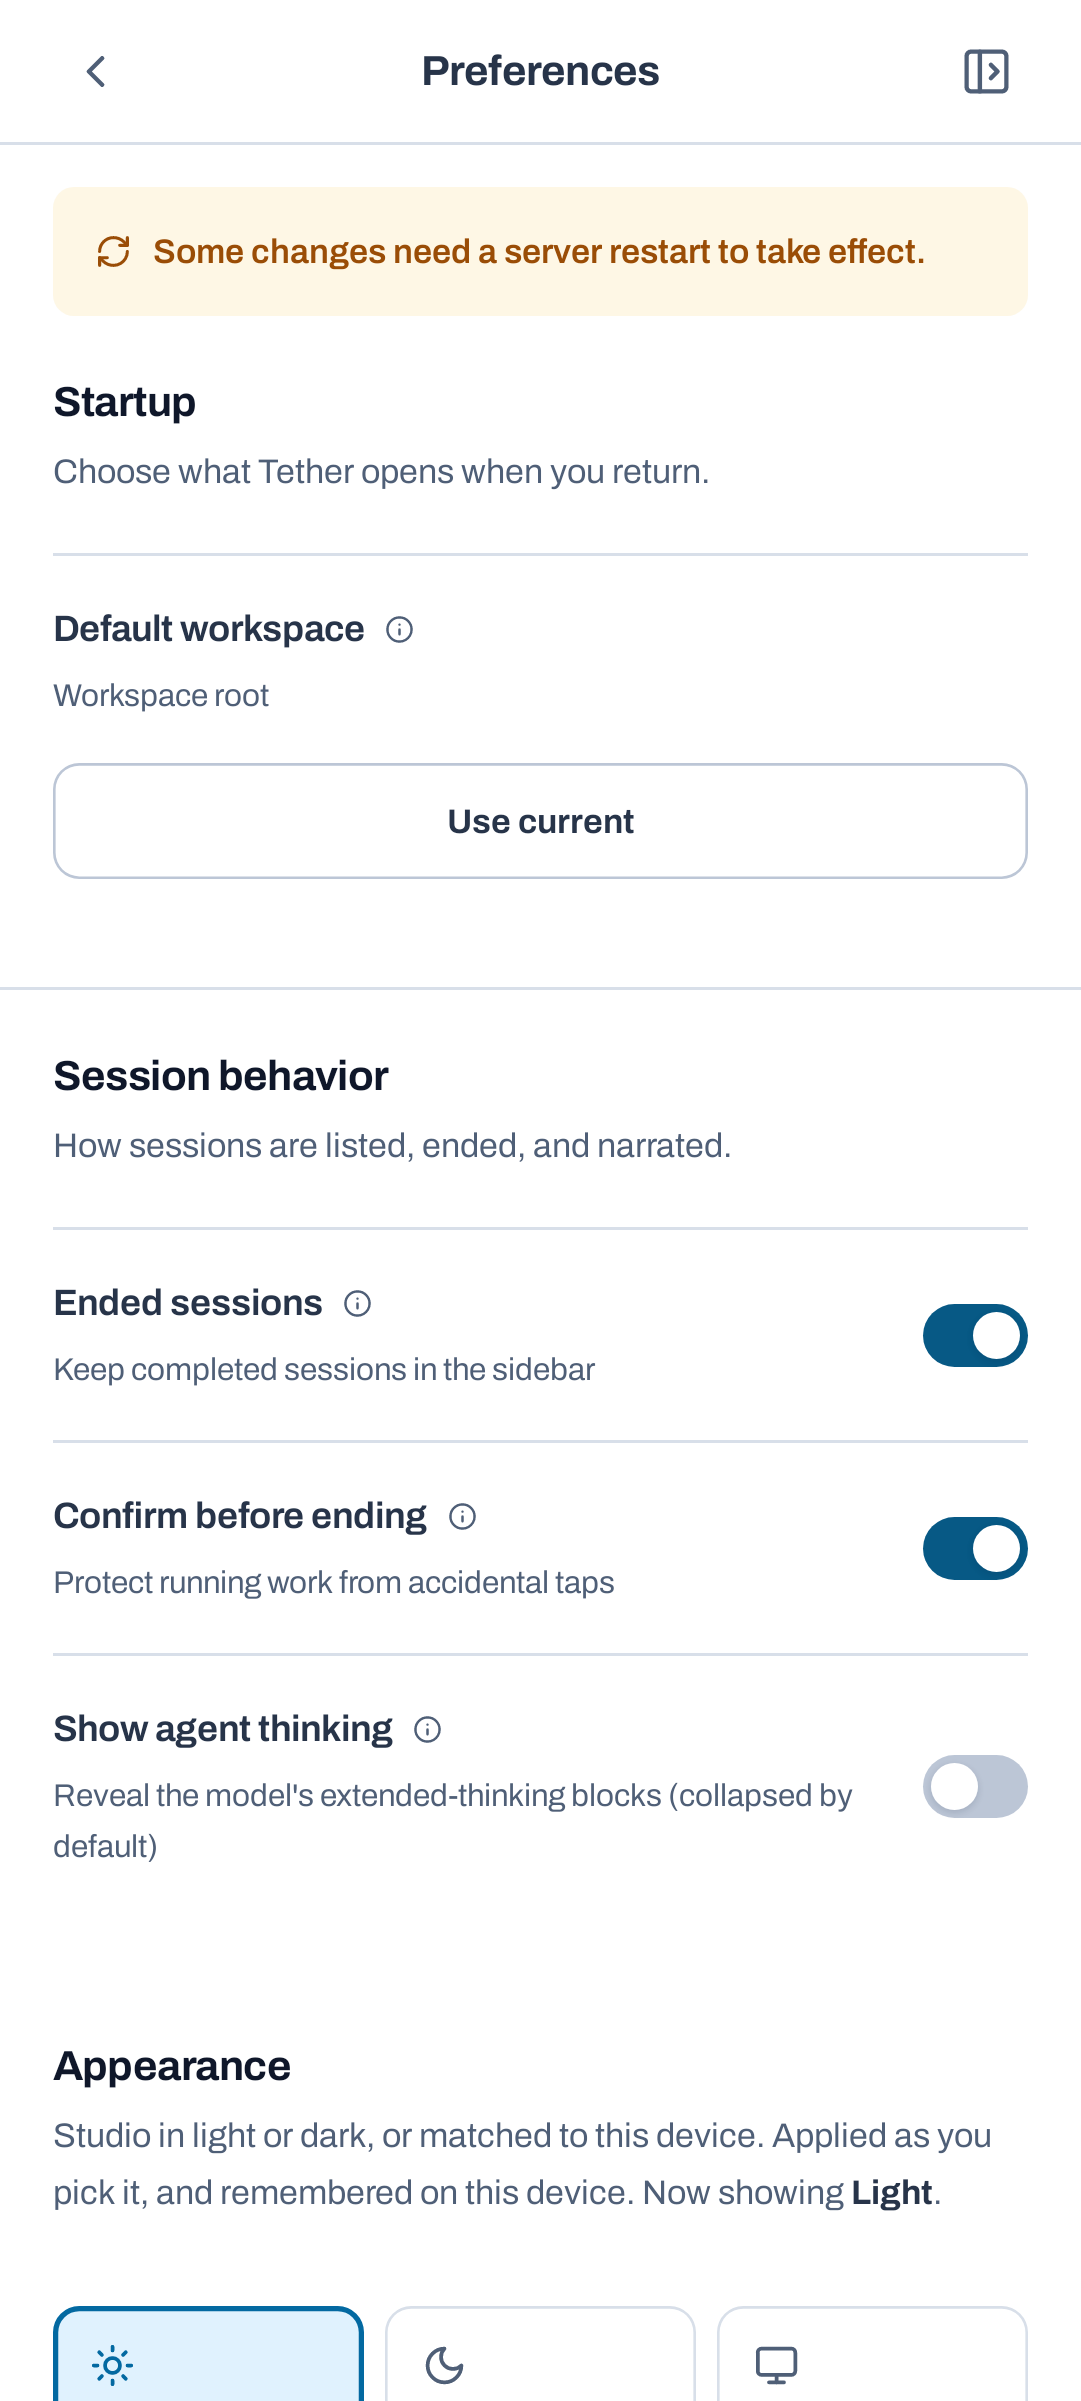 Preferences
Some changes need a server restart to take effect.
Startup
Choose what Tether opens when you return.
Default workspace
Workspace root
Use current
Session behavior
How sessions are listed, ended, and narrated.
Ended sessions
Keep completed sessions in the sidebar
Confirm before ending
Protect running work from accidental taps
Show agent thinking
Reveal the model's extended-thinking blocks (collapsed by
default)
Appearance
Studio in light or dark, or matched to this device. Applied as you
pick it, and remembered on this device. Now showing Light.